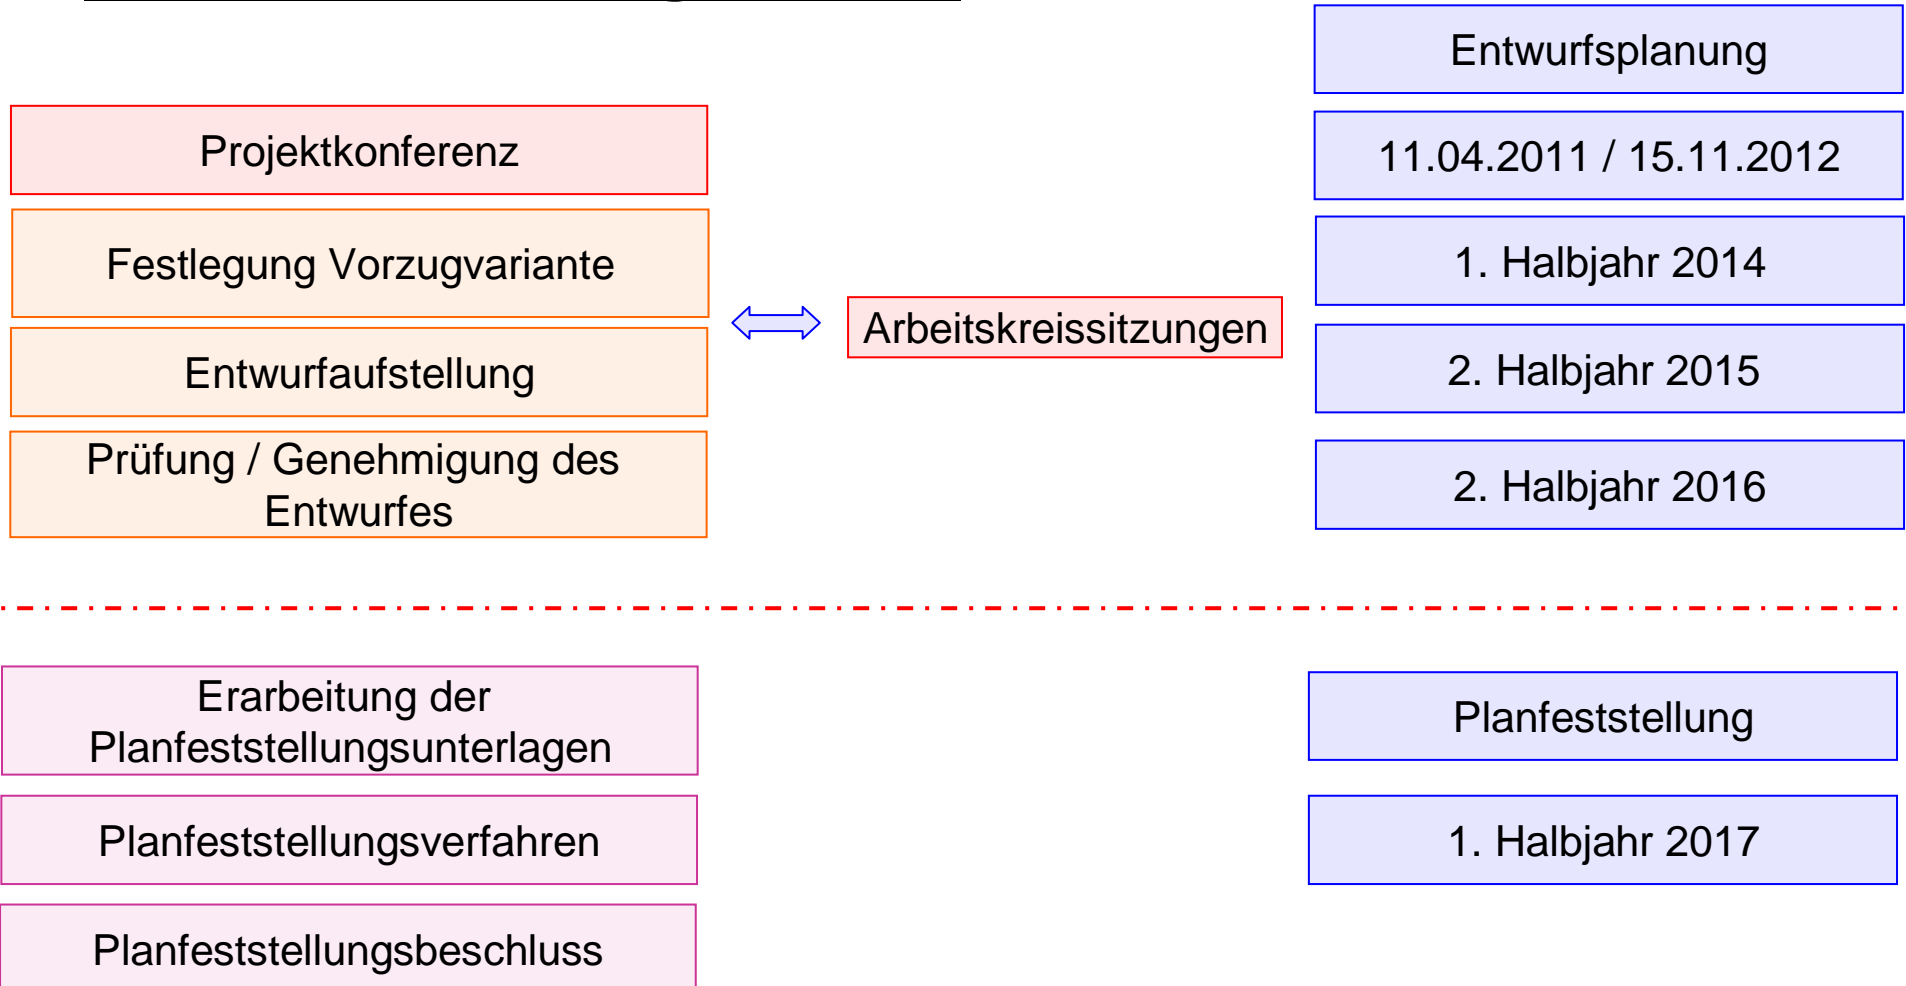 Entwurfsplanung
Projektkonferenz
11.04.2011 / 15.11.2012
Festlegung Vorzugvariante
1. Halbjahr 2014
Arbeitskreissitzungen
Entwurfaufstellung
2. Halbjahr 2015
Prüfung / Genehmigung des
Entwurfes
2. Halbjahr 2016
Erarbeitung der
Planfeststellungsunterlagen
Planfeststellung
Planfeststellungsverfahren
1. Halbjahr 2017
Planfeststellungsbeschluss